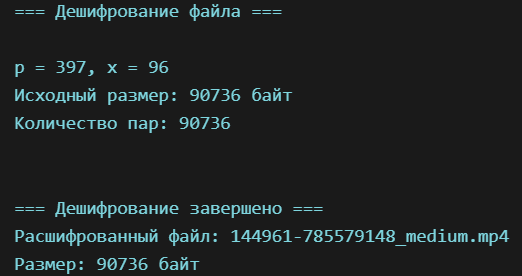 === Дешифрование файла ===
p = 397, x = 96
Исходный размер: 90736 байт
Количество пар: 90736
=== Дешифрование завершено ===
Расшифрованный файл: 144961-785579148_medium.mp4
Размер: 90736 байт